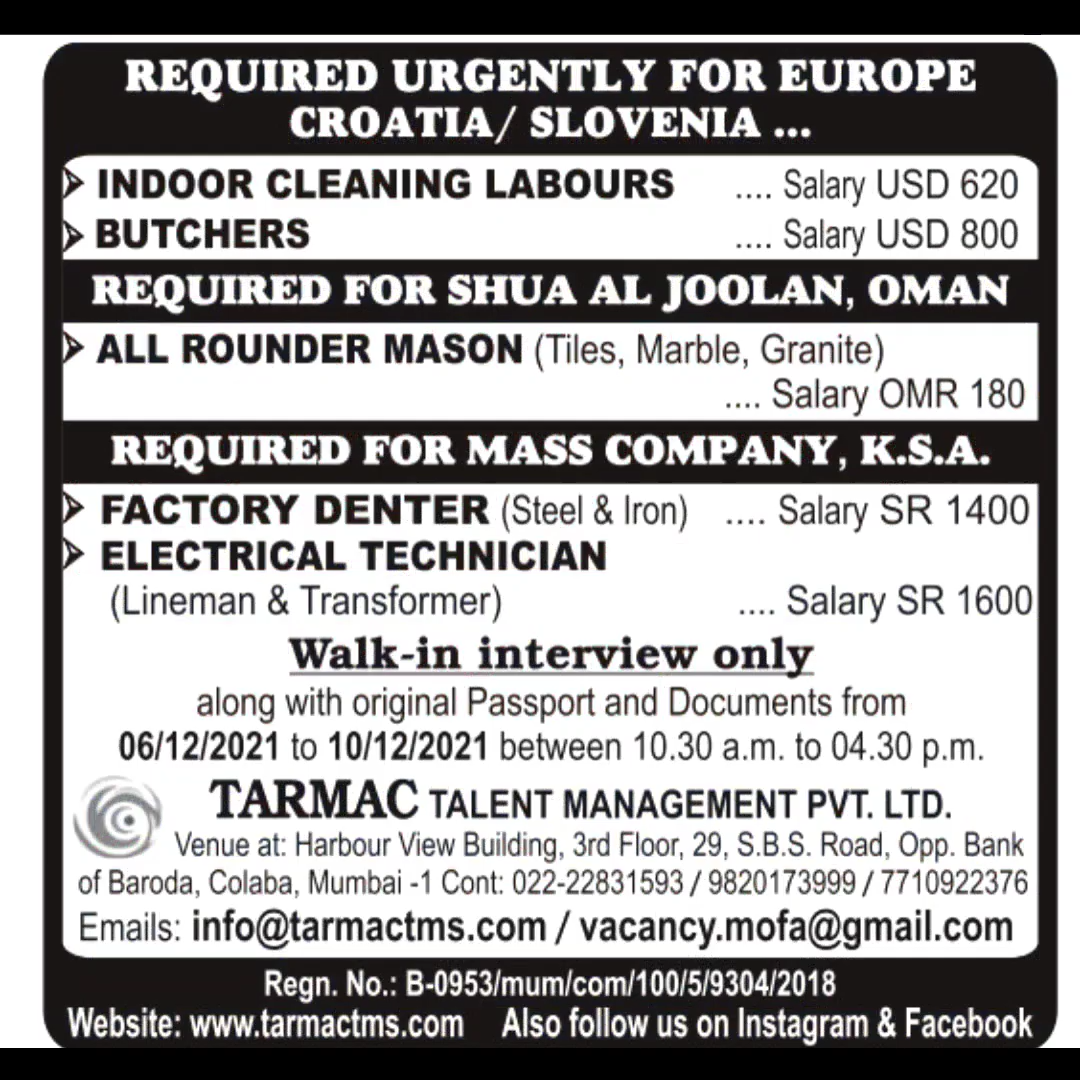 REQUIRED URGENTLY FOR EUROPE
CROATIA/ SLOVENIA ...
INDOOR CLEANING LABOURS .... Salary USD 620
BUTCHERS .... Salary USD 800
REQUIRED FOR SHUA AL JOOLAN, OMAN
ALL ROUNDER MASON (Tiles, Marble, Granite)
.... Salary OMR 180
REQUIRED FOR MASS COMPANY, K.S.A.
FACTORY DENTER (Steel & Iron) .... Salary SR 1400
ELECTRICAL TECHNICIAN
(Lineman & Transformer) .... Salary SR 1600
Walk-in interview only
along with original Passport and Documents from
06/12/2021 to 10/12/2021 between 10.30 a.m. to 04.30 p.m.
TARMAC TALENT MANAGEMENT PVT. LTD.
Venue at: Harbour View Building, 3rd Floor, 29, S.B.S. Road, Opp. Bank
of Baroda, Colaba, Mumbai -1 Cont: 022-22831593 / 9820173999 / 7710922376
Emails: info@tarmactms.com / vacancy.mofa@gmail.com
Regn. No.: B-0953/mum/com/100/5/9304/2018
Website: www.tarmactms.com Also follow us on Instagram & Facebook